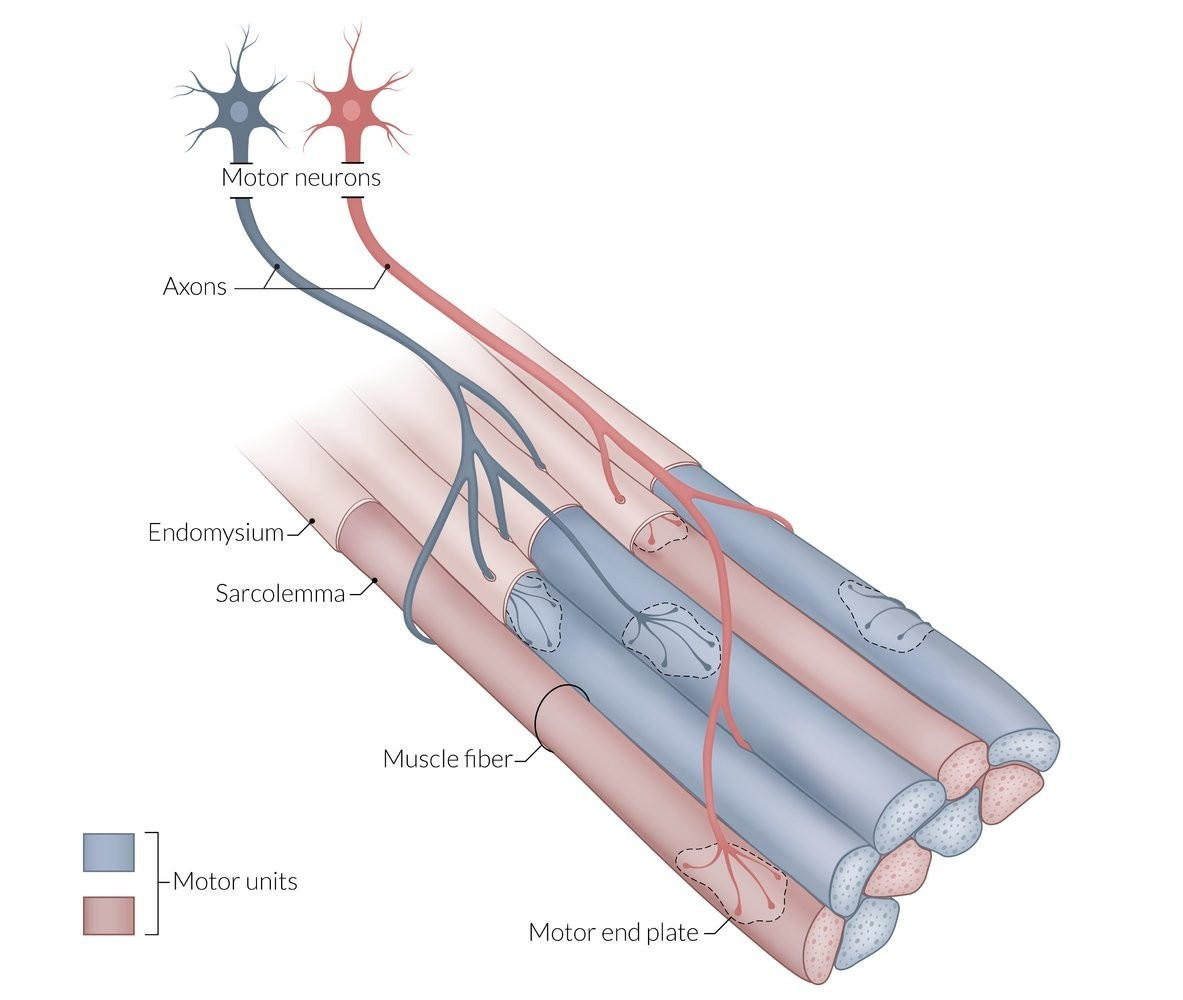 Motor neurons
Axons
Endomysium
Sarcolemma
Muscle fiber
Motor units
Motor end plate